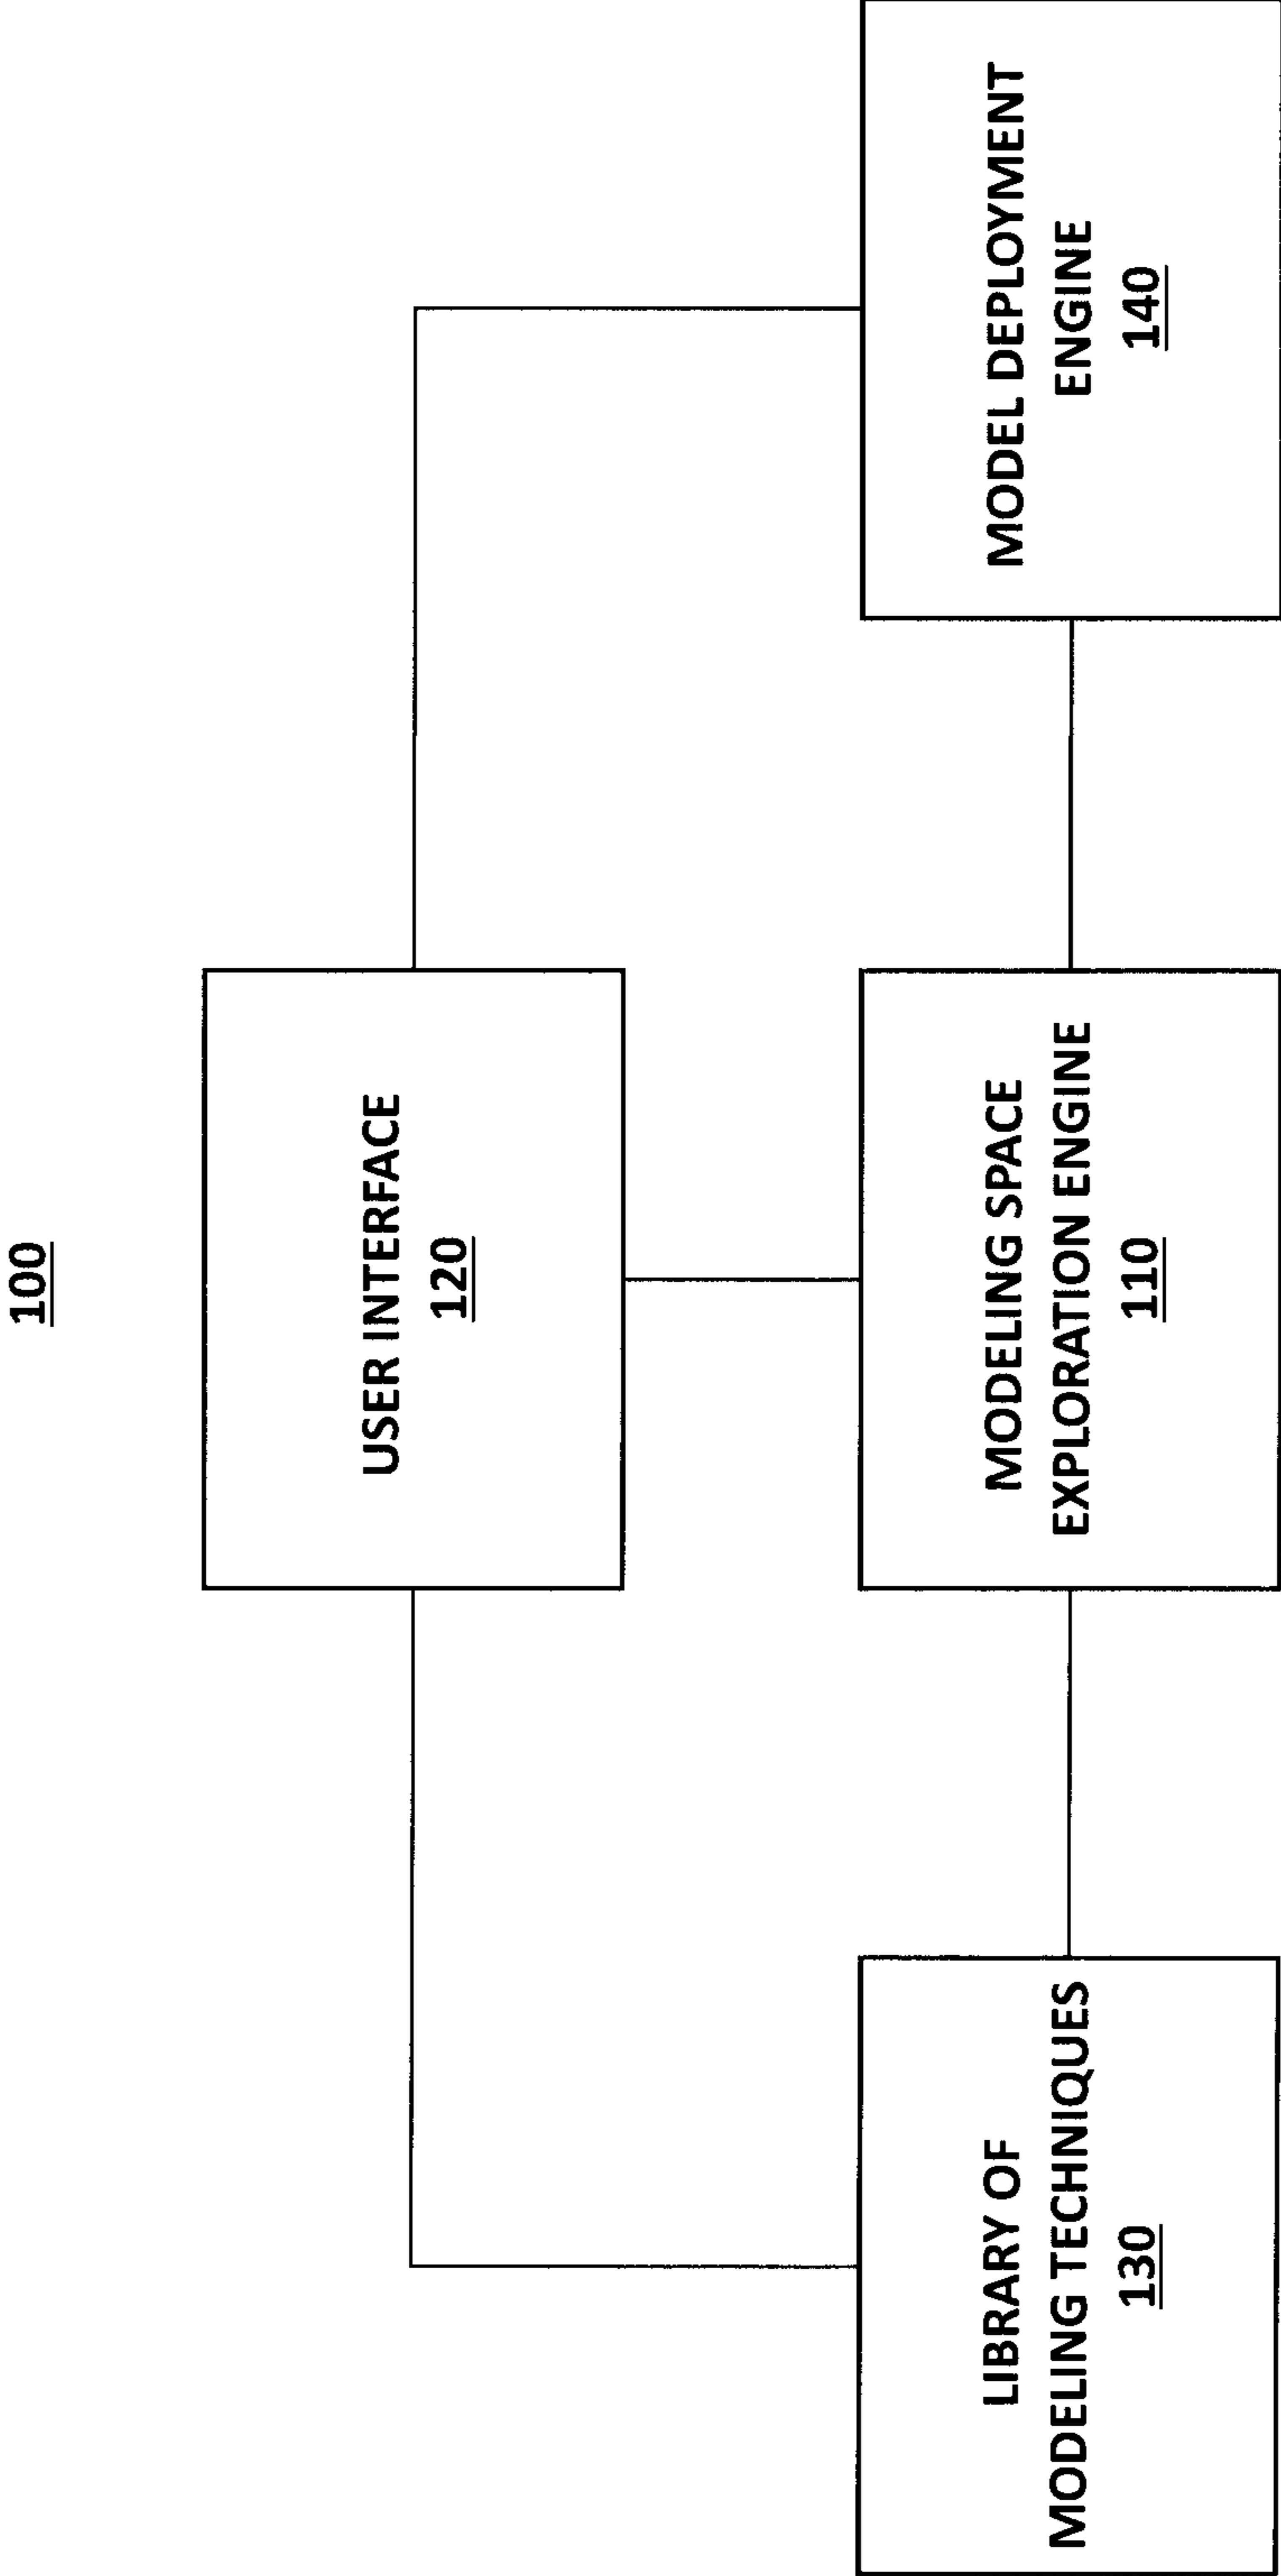 100
USER INTERFACE
120
LIBRARY OF
MODELING TECHNIQUES
130
MODELING SPACE
EXPLORATION ENGINE
110
MODEL DEPLOYMENT
ENGINE
140